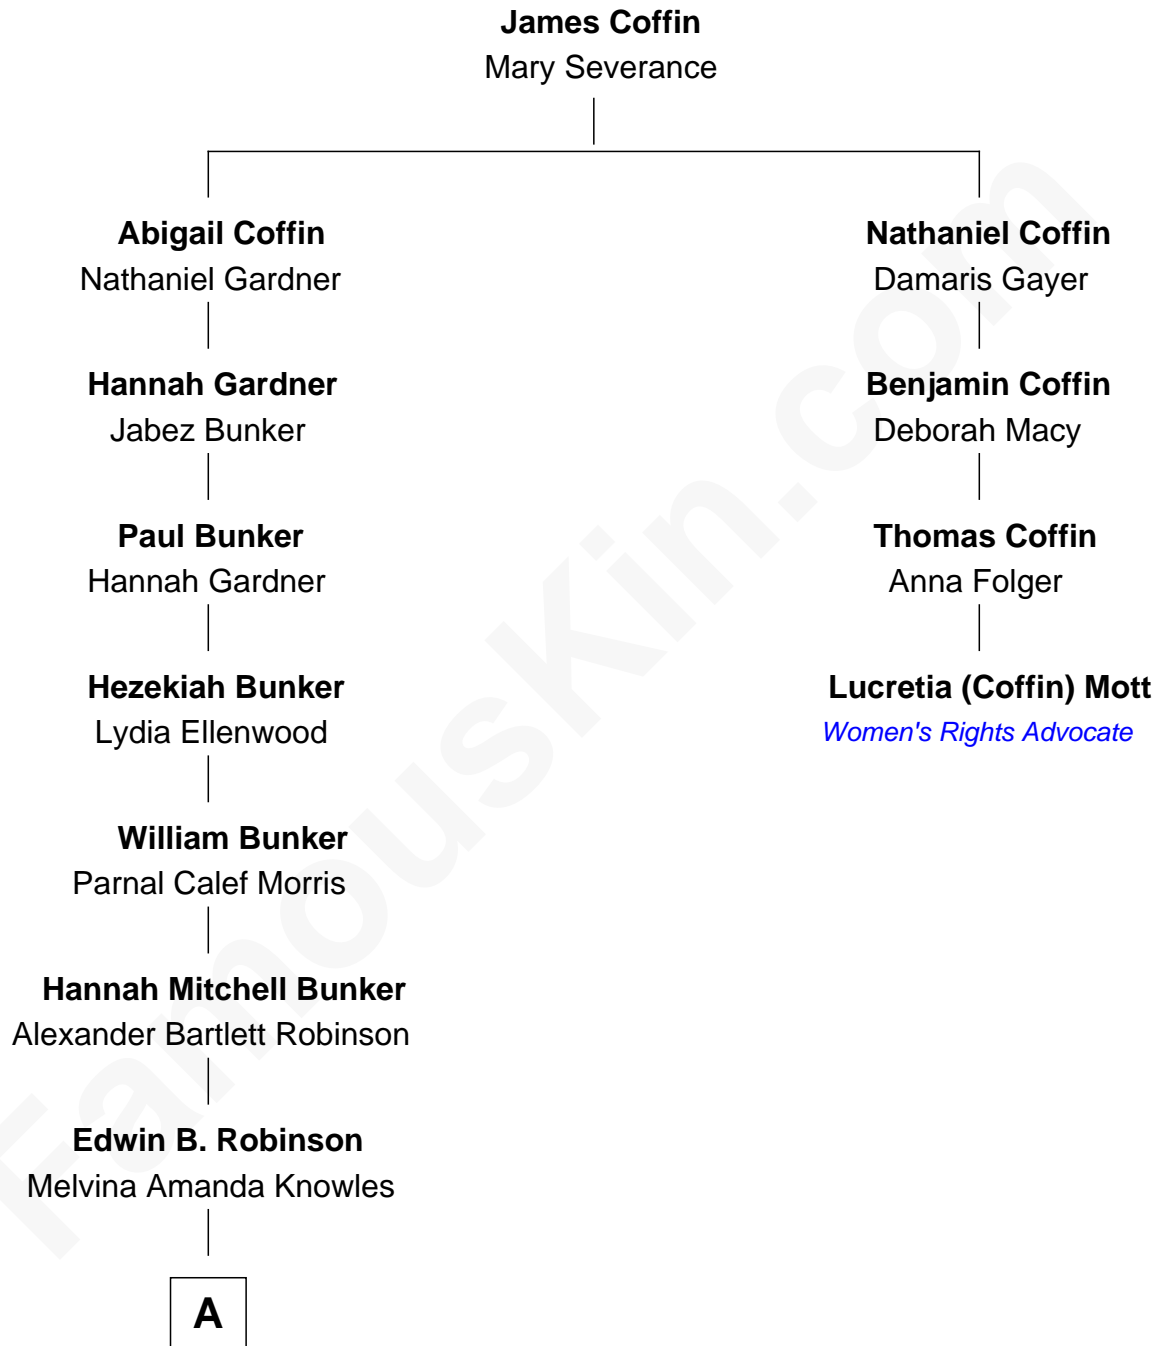 James Coffin
Mary Severance
Abigail Coffin
Nathaniel Gardner
Nathaniel Coffin
Damaris Gayer
Hannah Gardner
Jabez Bunker
Benjamin Coffin
Deborah Macy
Paul Bunker
Hannah Gardner
Thomas Coffin
Anna Folger
Hezekiah Bunker
Lydia Ellenwood
Lucretia (Coffin) Mott
Women's Rights Advocate
William Bunker
Parnal Calef Morris
Hannah Mitchell Bunker
Alexander Bartlett Robinson
Edwin B. Robinson
Melvina Amanda Knowles
A
FamousKin.com